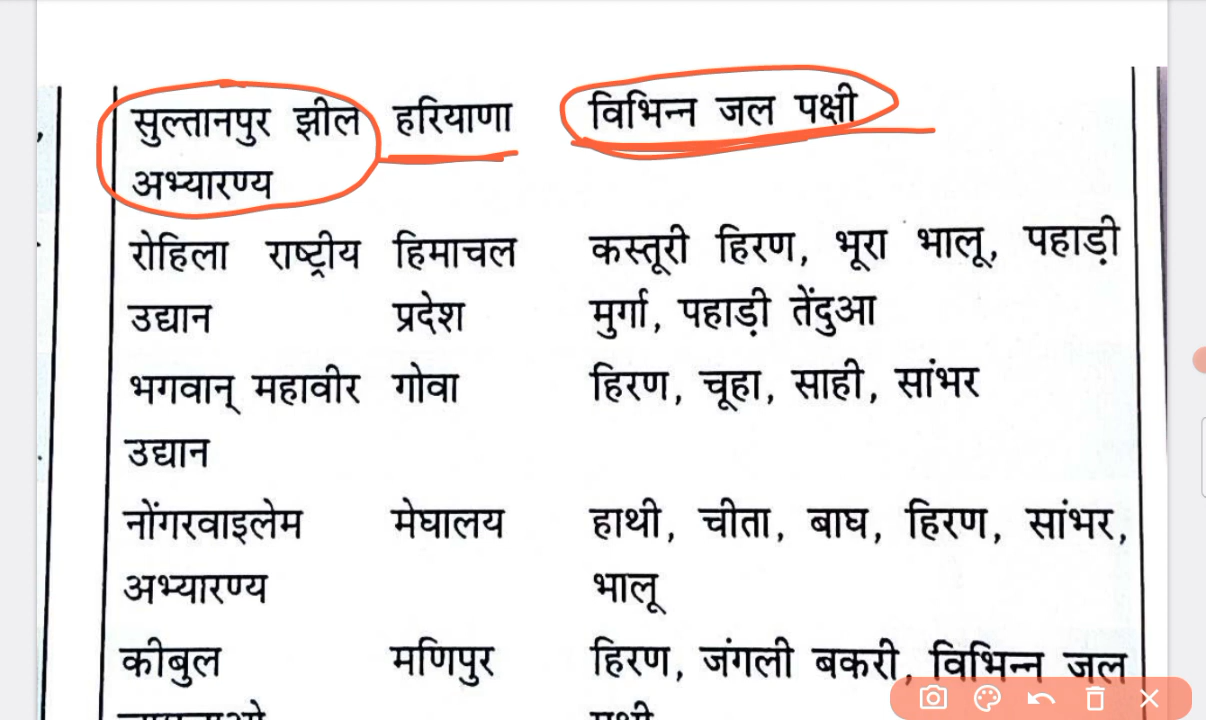 सुल्तानपुर झील हरियाणा विभिन्न जल पक्षी
अभ्यारण्य
रोहिला राष्ट्रीय हिमाचल कस्तूरी हिरण, भूरा भालू, पहाड़ी
उद्यान प्रदेश मुर्गा, पहाड़ी तेंदुआ
भगवान् महावीर गोवा हिरण, चूहा, साही, सांभर
उद्यान
नोंगरवाइलेम मेघालय हाथी, चीता, बाघ, हिरण, सांभर,
अभ्यारण्य भालू
कीबुल मणिपुर हिरण, जंगली बकरी, विभिन्न जल